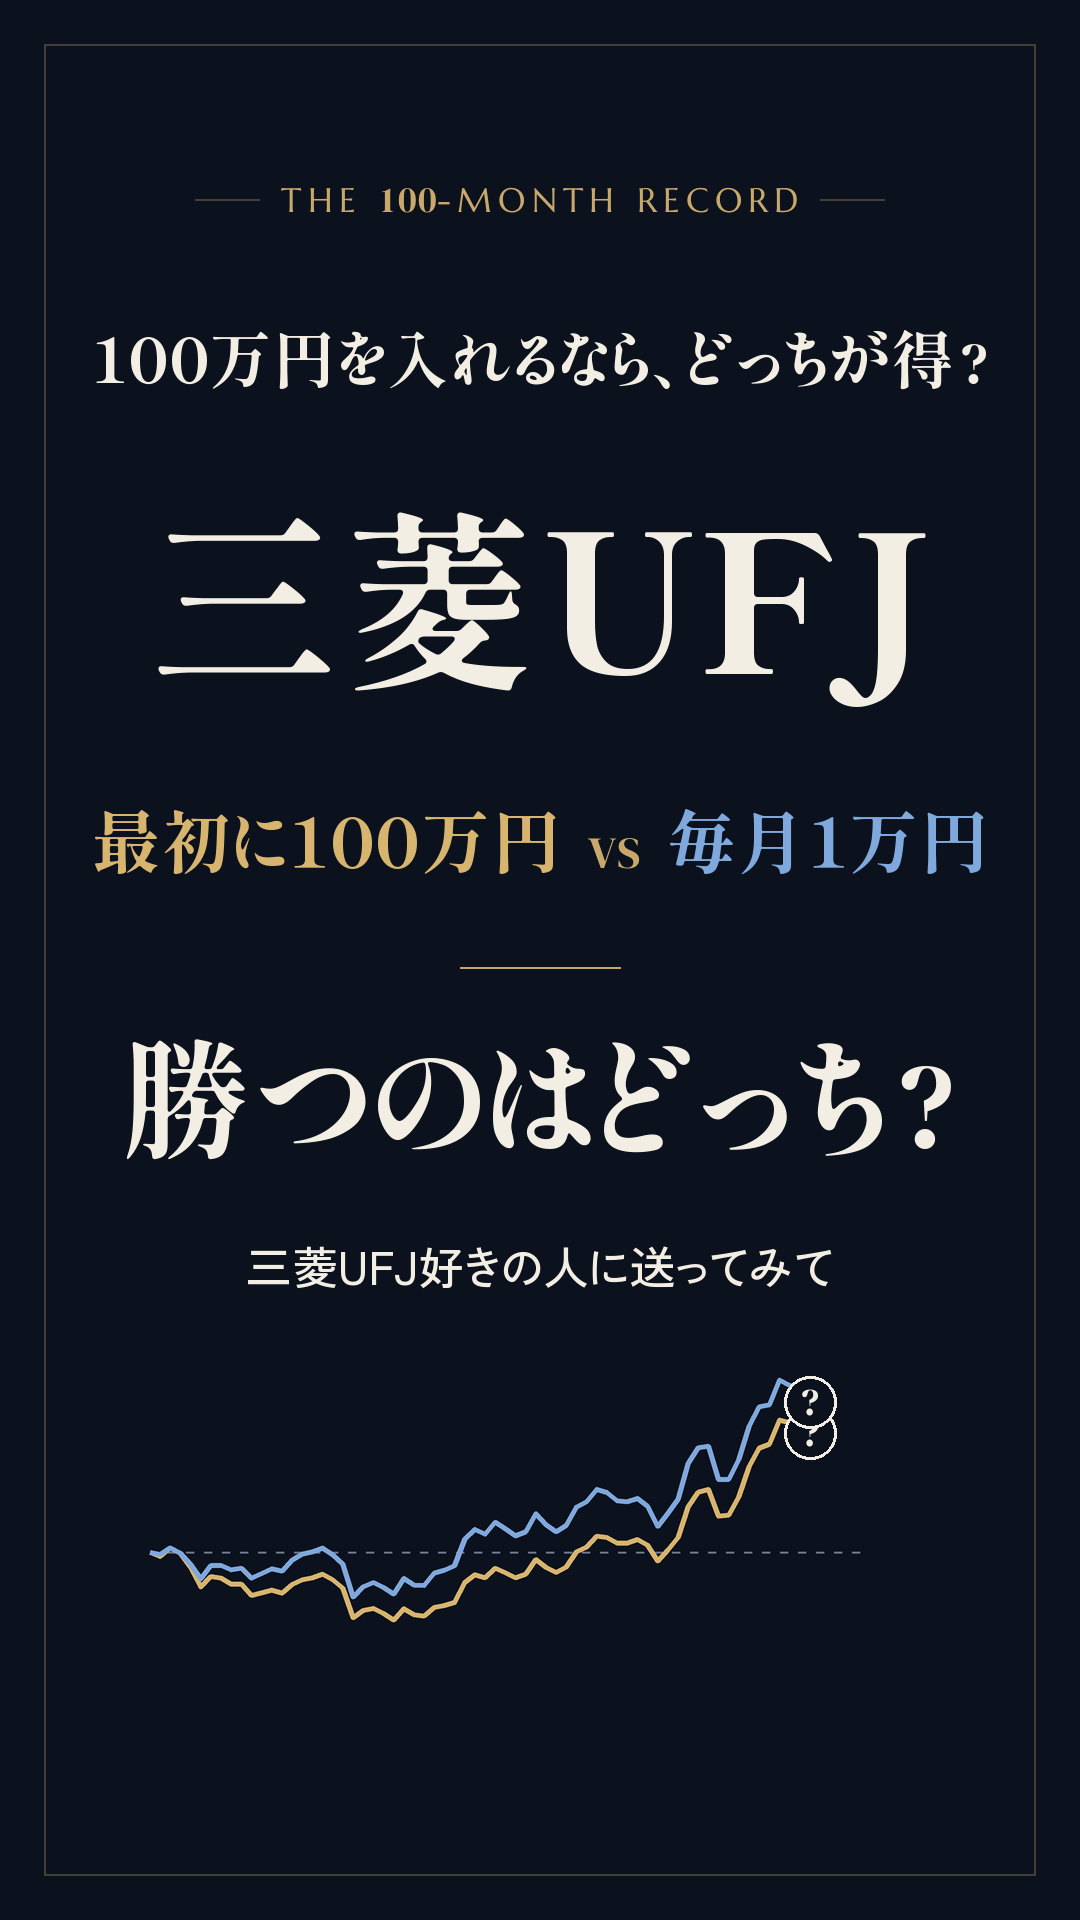 THE 100-MONTH RECORD
100万円を入れるなら、どっちが得?
三菱UFJ
最初に100万円 vs 毎月1万円
勝つのはどっち?
三菱UFJ好きの人に送ってみて
?
?